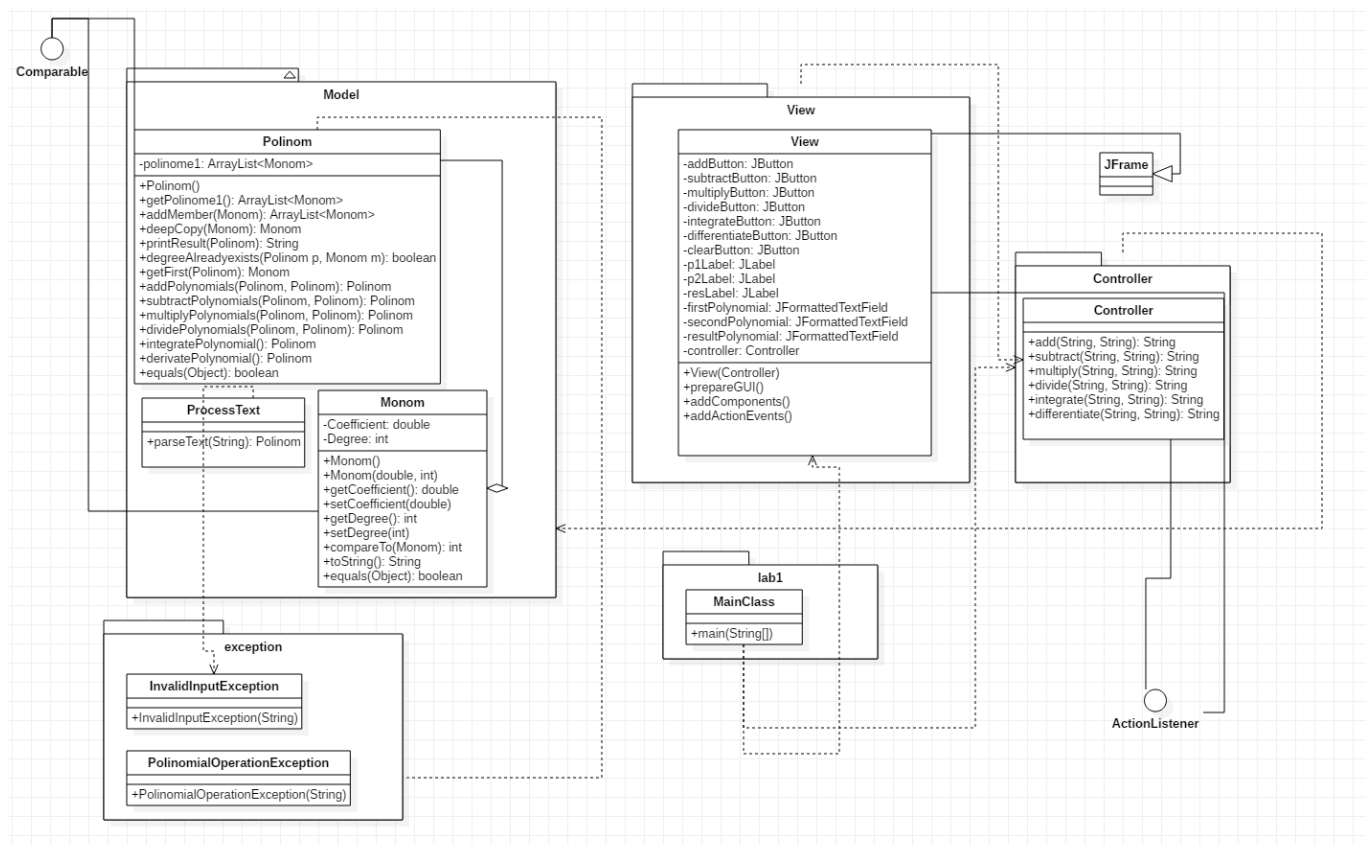 Comparable
Model
Polinom
-polinome1: ArrayList<Monom>
+Polinom()
+getPolinome1(): ArrayList<Monom>
+addMember(Monom): ArrayList<Monom>
+deepCopy(Monom): Monom
+printResult(Polinom): String
+degreeAlreadyexists(Polinom p, Monom m): boolean
+getFirst(Polinom): Monom
+addPolynomials(Polinom, Polinom): Polinom
+subtractPolynomials(Polinom, Polinom): Polinom
+multiplyPolynomials(Polinom, Polinom): Polinom
+dividePolynomials(Polinom, Polinom): Polinom
+integratePolynomial(): Polinom
+derivatePolynomial(): Polinom
+equals(Object): boolean
ProcessText
+parseText(String): Polinom
Monom
-Coefficient: double
-Degree: int
+Monom()
+Monom(double, int)
+getCoefficient(): double
+setCoefficient(double)
+getDegree(): int
+setDegree(int)
+compareTo(Monom): int
+toString(): String
+equals(Object): boolean
exception
InvalidInputException
+InvalidInputException(String)
PolinomialOperationException
+PolinomialOperationException(String)
View
View
-addButton: JButton
-subtractButton: JButton
-multiplyButton: JButton
-divideButton: JButton
-integrateButton: JButton
-differentiateButton: JButton
-clearButton: JButton
-p1Label: JLabel
-p2Label: JLabel
-resLabel: JLabel
-firstPolynomial: JFormattedTextField
-secondPolynomial: JFormattedTextField
-resultPolynomial: JFormattedTextField
-controller: Controller
+View(Controller)
+prepareGUI()
+addComponents()
+addActionEvents()
JFrame
Controller
Controller
+add(String, String): String
+subtract(String, String): String
+multiply(String, String): String
+divide(String, String): String
+integrate(String, String): String
+differentiate(String, String): String
lab1
MainClass
+main(String[])
ActionListener